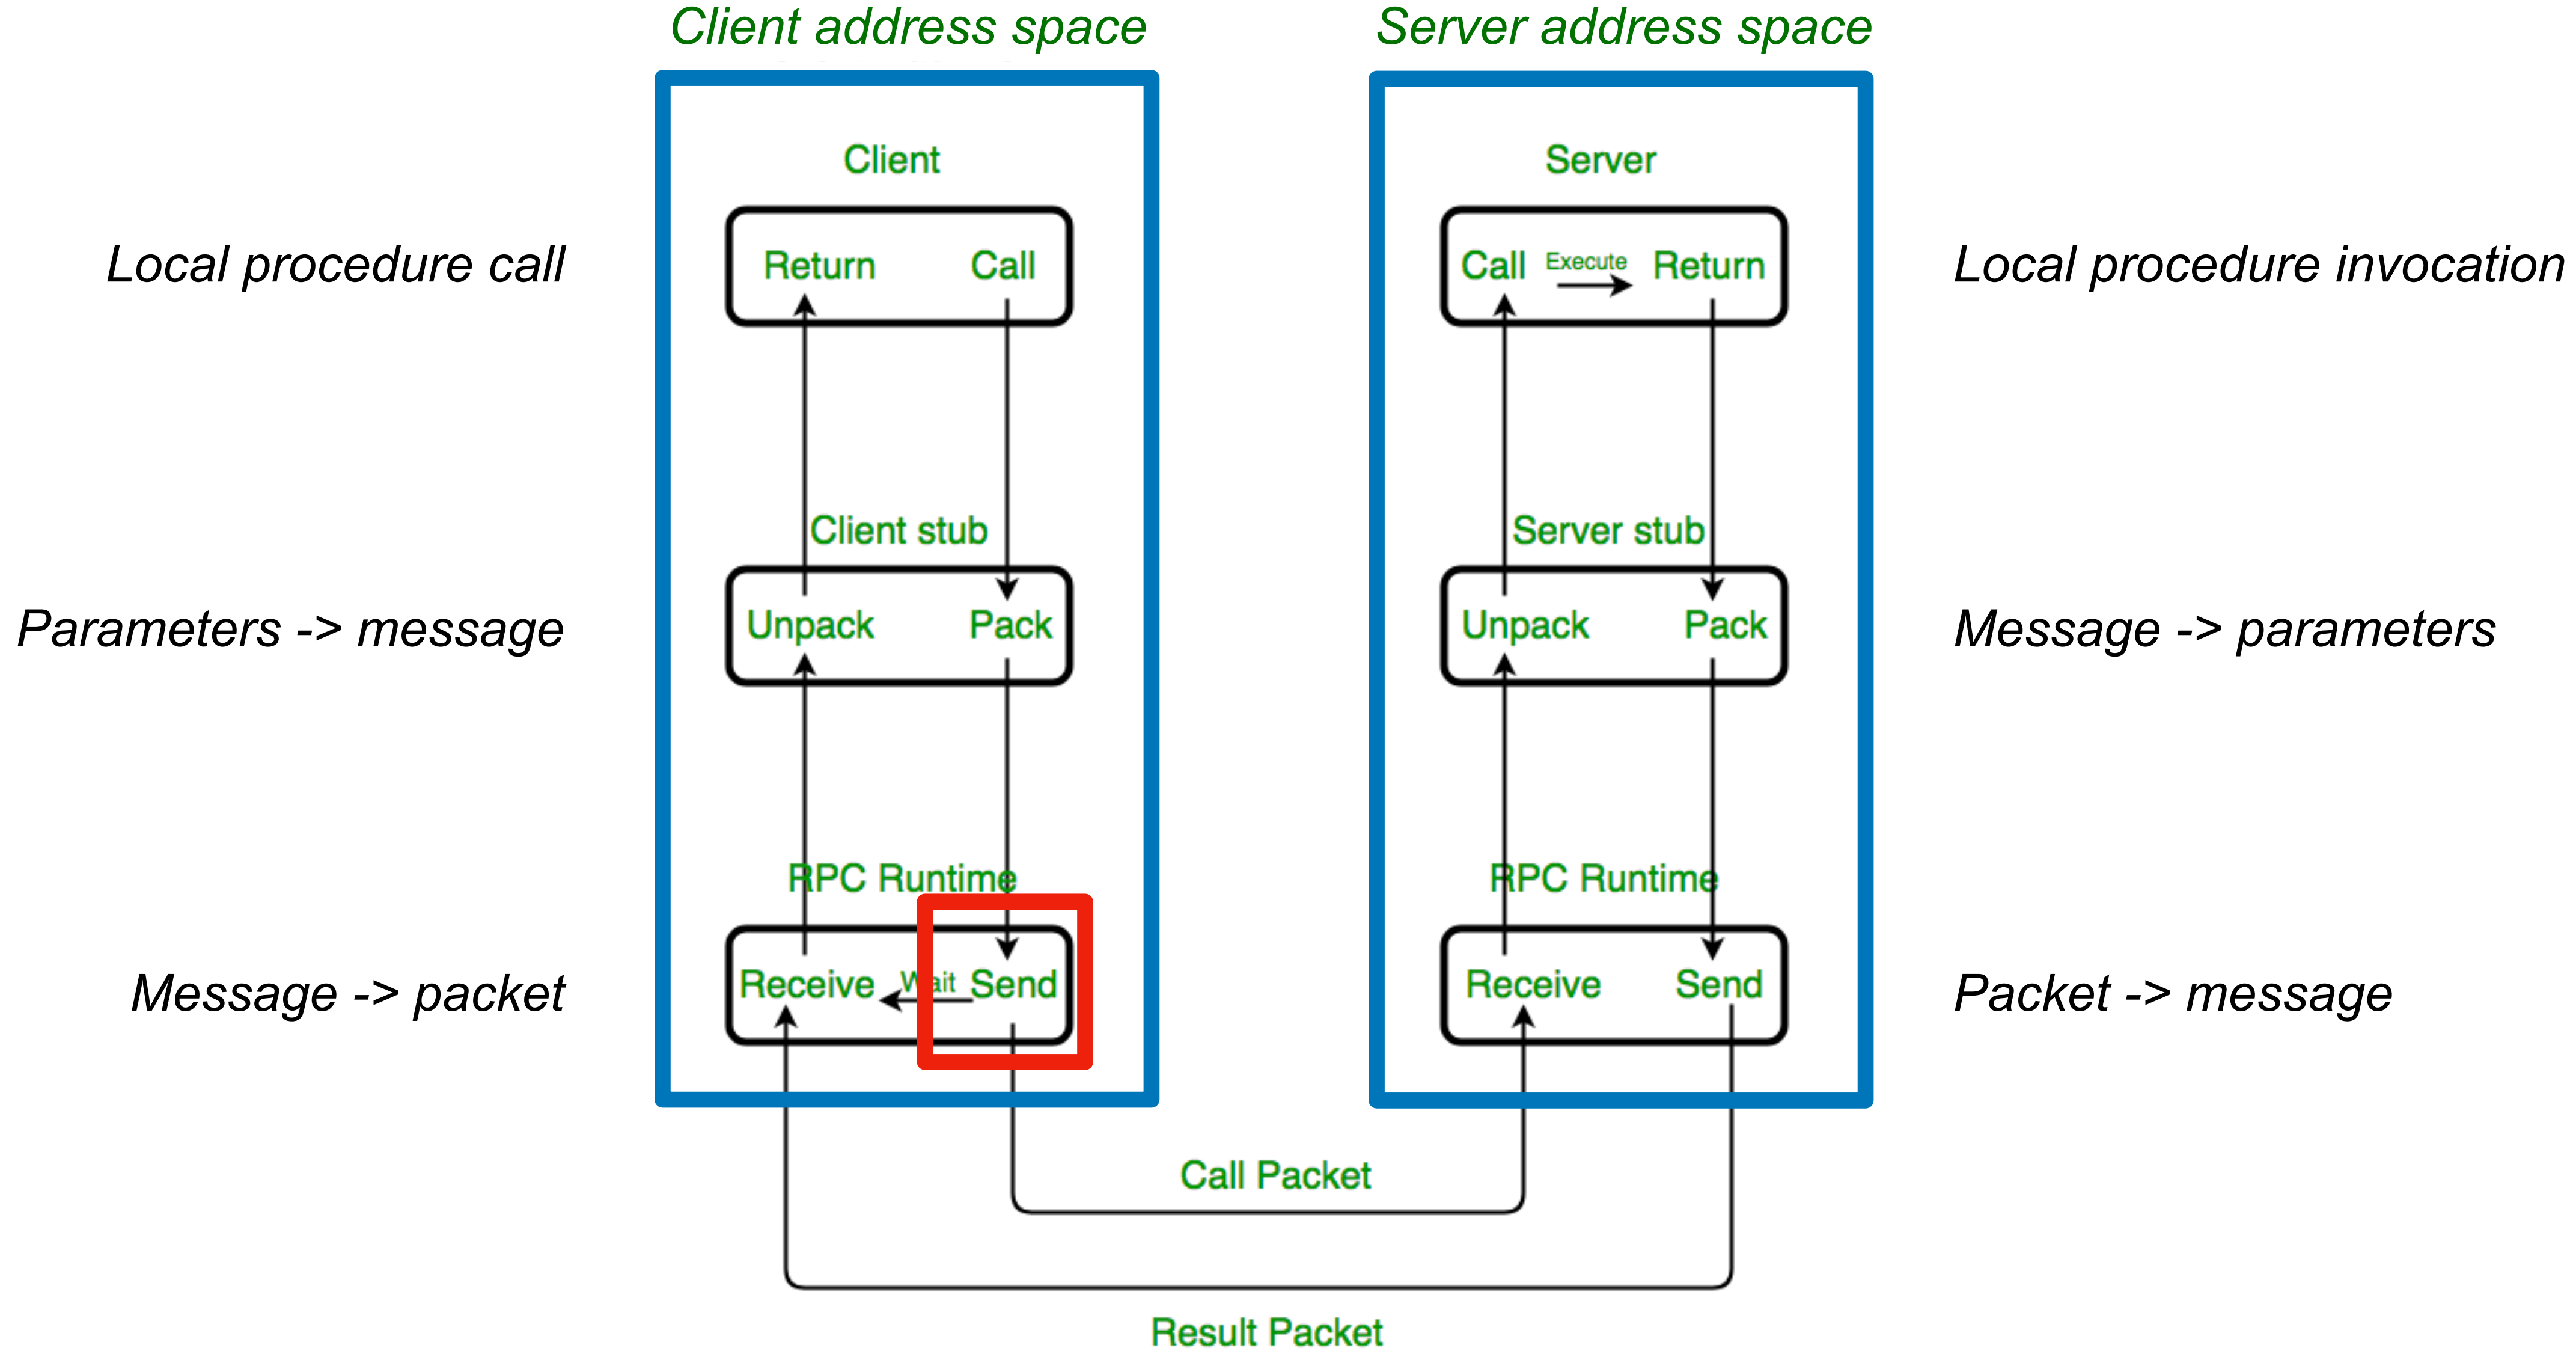 Client address space
Server address space
Client
Server
Local procedure call
Return
Call
Call
Execute
Return
Local procedure invocation
Client stub
Server stub
Parameters -> message
Unpack
Pack
Unpack
Pack
Message -> parameters
RPC Runtime
RPC Runtime
Message -> packet
Receive
Wait
Send
Receive
Send
Packet -> message
Call Packet
Result Packet